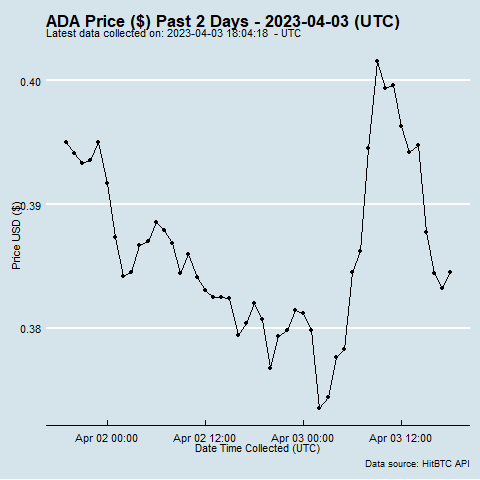 ADA Price ($) Past 2 Days - 2023-04-03 (UTC)
Latest data collected on: 2023-04-03 18:04:18  - UTC
0.40
0.39
0.38
Price USD ($)
Apr 02 00:00 Apr 02 12:00 Apr 03 00:00 Apr 03 12:00
Date Time Collected (UTC)
Data source: HitBTC API